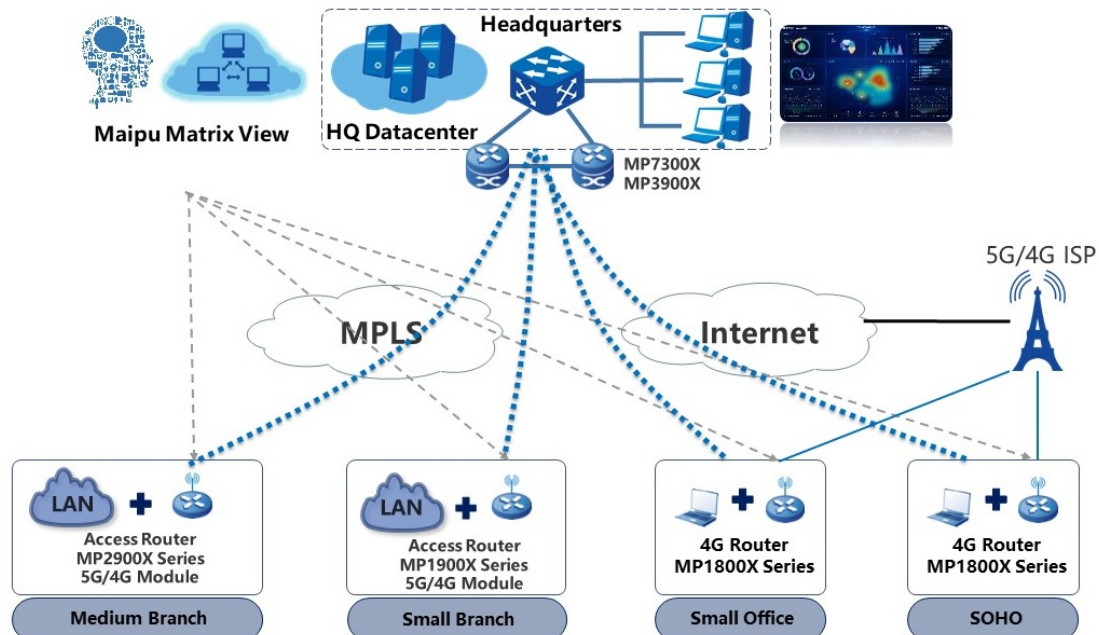 Headquarters
Maipu Matrix View
HQ Datacenter
MP7300X
MP3900X
5G/4G ISP
MPLS
Internet
LAN
Access Router
MP2900X Series
5G/4G Module
Medium Branch
LAN
Access Router
MP1900X Series
5G/4G Module
Small Branch
4G Router
MP1800X Series
Small Office
4G Router
MP1800X Series
SOHO